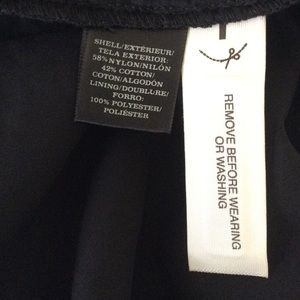 SHELL/EXTÉRIEUR/
TELA EXTERIOR:
58% NYLON/NILÓN
42% COTTON/
COTON/ALGODÓN
LINING/DOUBLURE/
FORRO:
100% POLYESTER/
POLIÉSTER
REMOVE BEFORE WEARING
OR WASHING